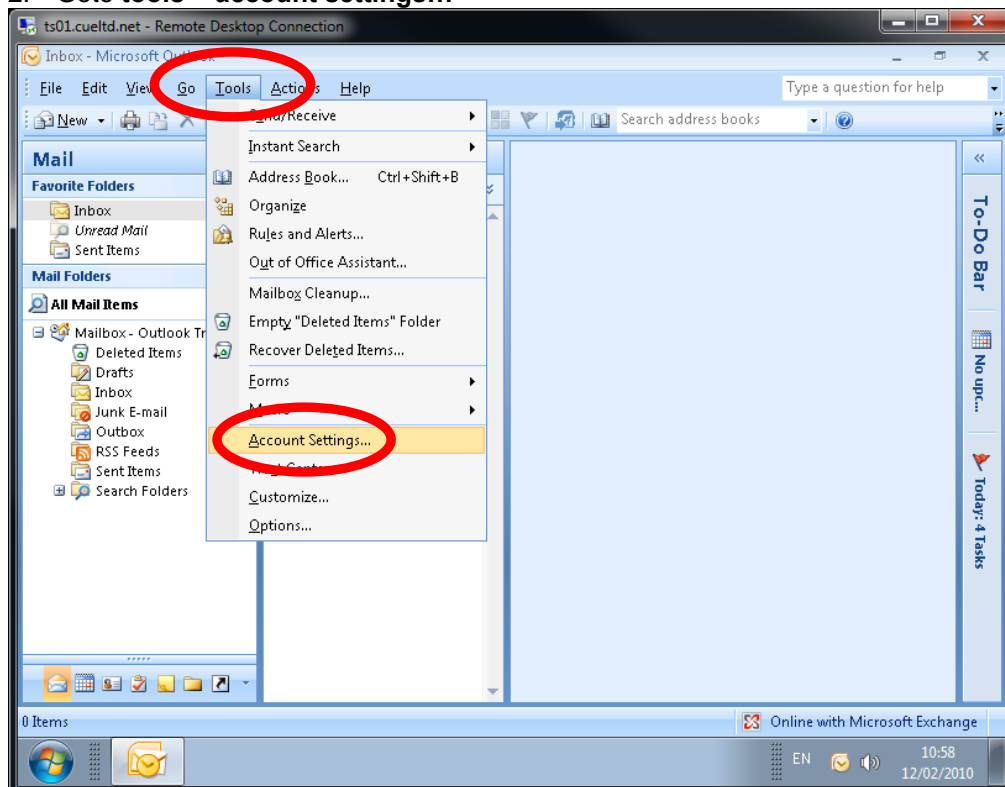 ts01.cueltd.net - Remote Desktop Connection
Inbox - Microsoft Outlook
File Edit View Go Tools Actions Help
Type a question for help
New
Search address books
Send/Receive
Instant Search
Address Book... Ctrl+Shift+B
Organize
Rules and Alerts...
Out of Office Assistant...
Mailbox Cleanup...
Empty "Deleted Items" Folder
Recover Deleted Items...
Forms
Macro
Account Settings...
Trust Center...
Customize...
Options...
Mail
Favorite Folders
Inbox
Unread Mail
Sent Items
Mail Folders
All Mail Items
Mailbox - Outlook Tr
Deleted Items
Drafts
Inbox
Junk E-mail
Outbox
RSS Feeds
Sent Items
Search Folders
To-Do Bar
No upc...
Today: 4 Tasks
0 Items
Online with Microsoft Exchange
EN
10:58
12/02/2010